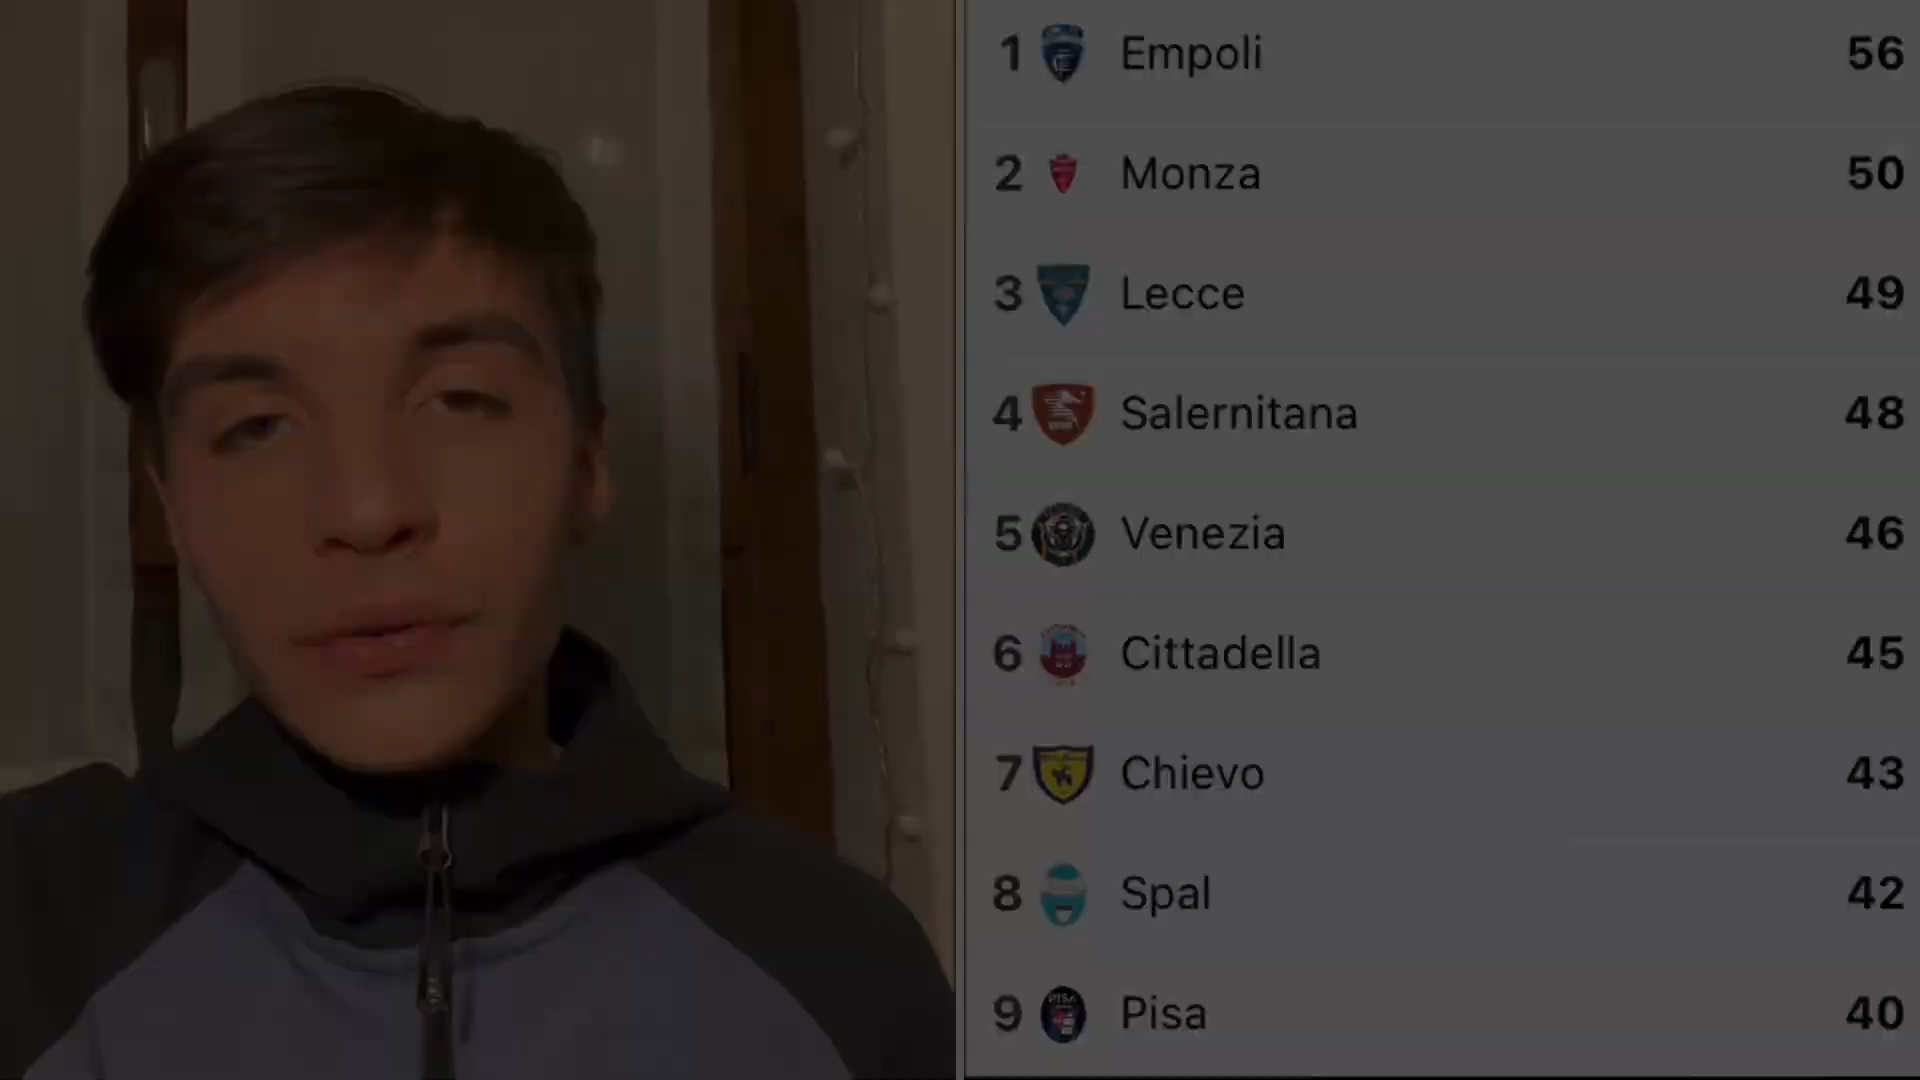 1 Empoli 56
2 Monza 50
3 Lecce 49
4 Salernitana 48
5 Venezia 46
6 Cittadella 45
7 Chievo 43
8 Spal 42
9 Pisa 40
PISA